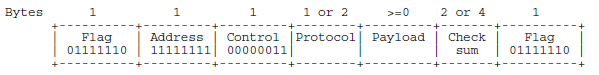 Bytes 1 1 1 1 or 2 >=0 2 or 4 1
Flag Address Control Protocol Payload Check Flag
01111110 11111111 00000011 sum 01111110